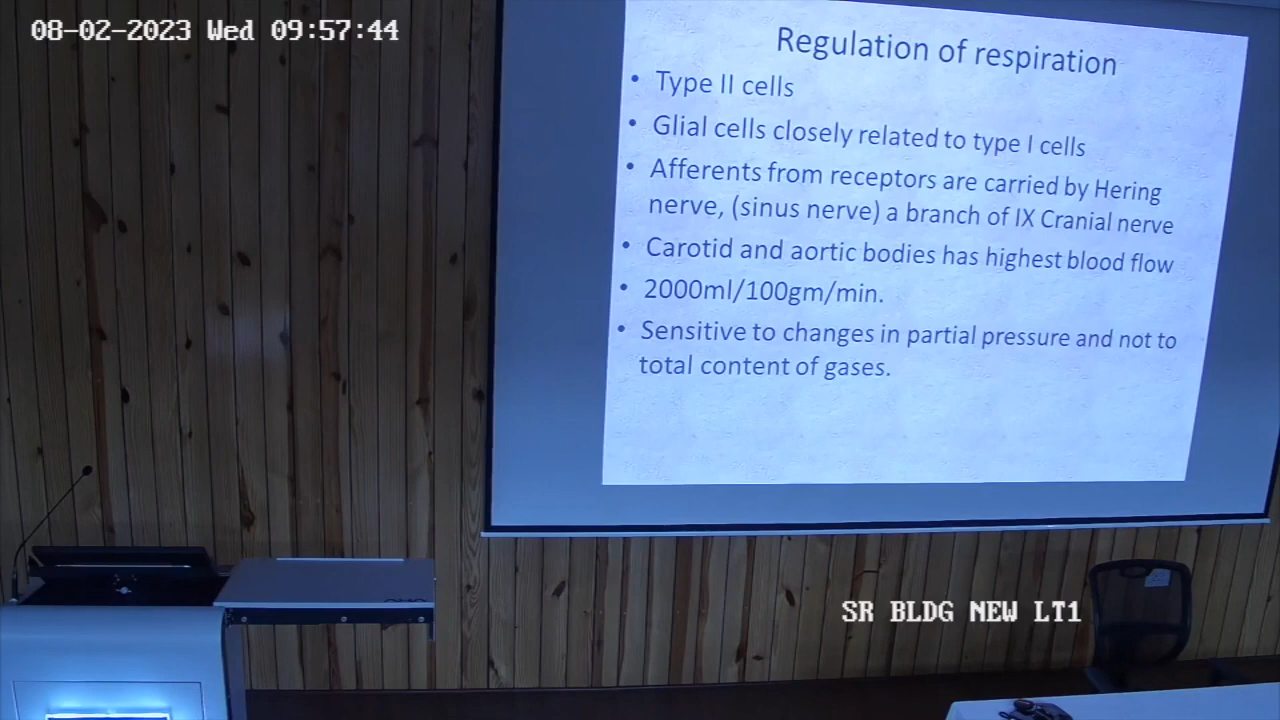 08-02-2023 Wed 09:57:44
Regulation of respiration
• Type II cells
• Glial cells closely related to type I cells
• Afferents from receptors are carried by Hering
nerve, (sinus nerve) a branch of IX Cranial nerve
• Carotid and aortic bodies has highest blood flow
• 2000ml/100gm/min.
• Sensitive to changes in partial pressure and not to
total content of gases.
SR BLDG NEW LT1